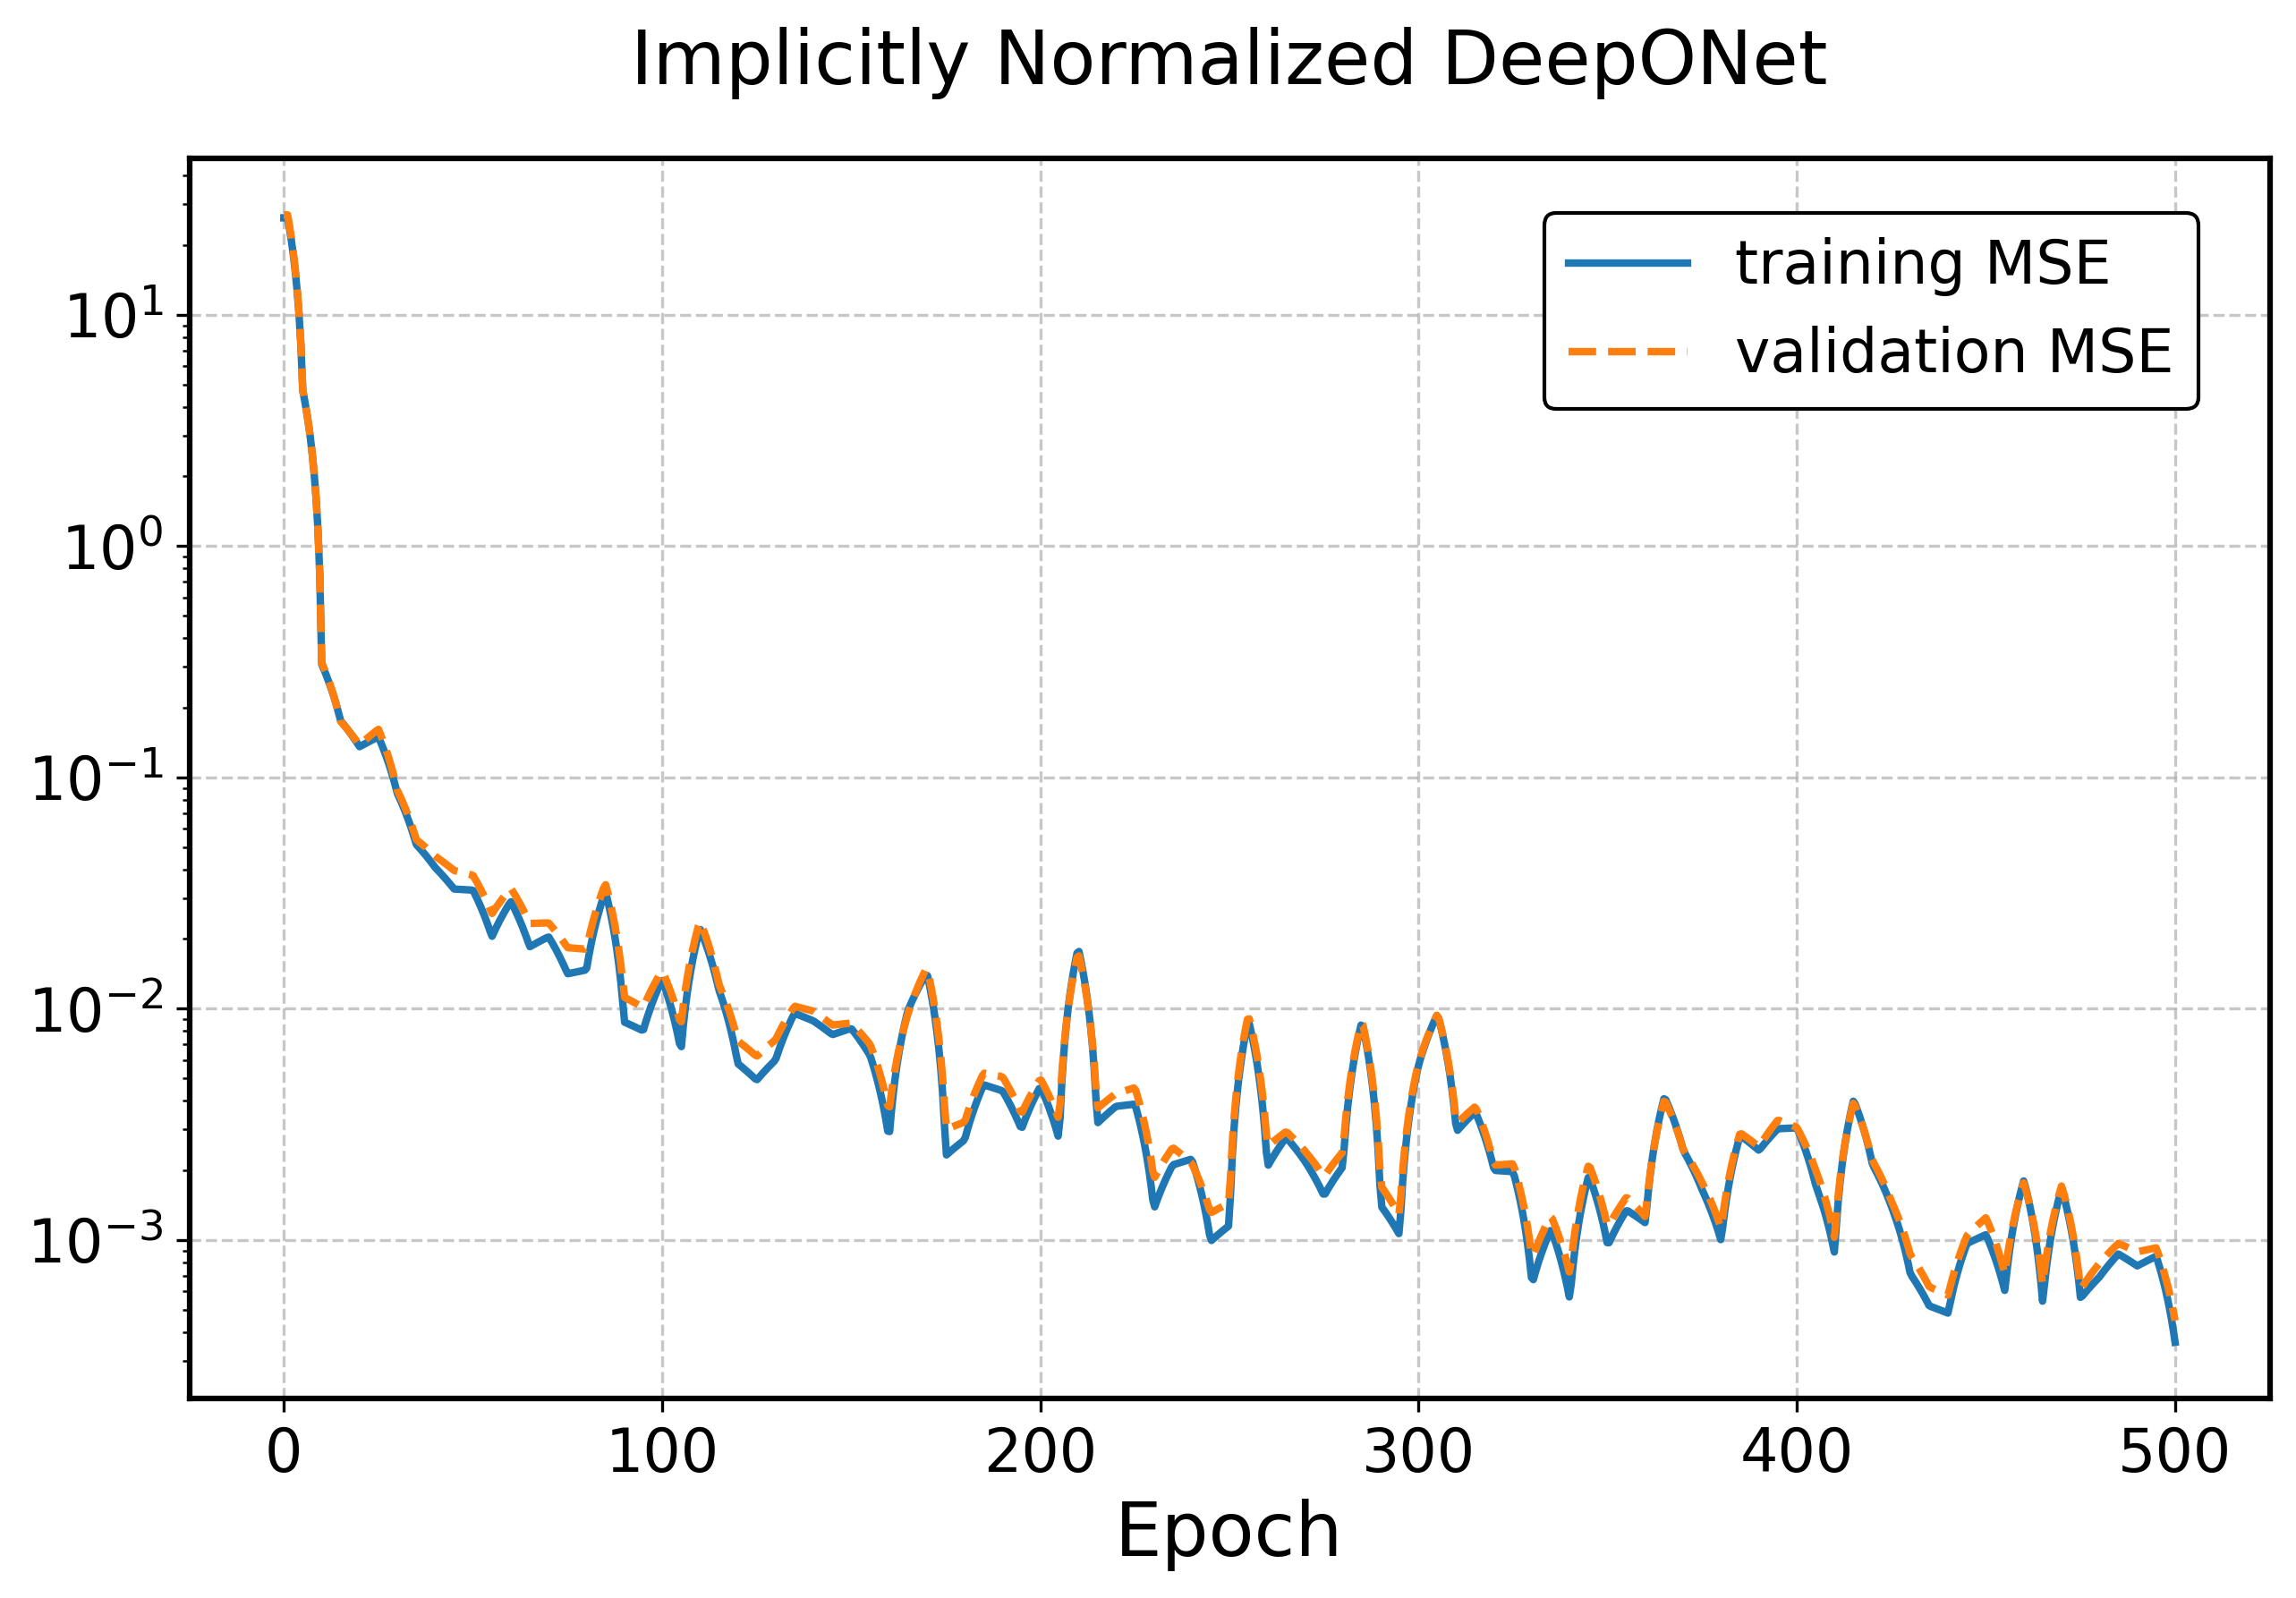 Implicitly Normalized DeepONet
training MSE
validation MSE
10¹
10⁰
10⁻¹
10⁻²
10⁻³
0 100 200 300 400 500
Epoch